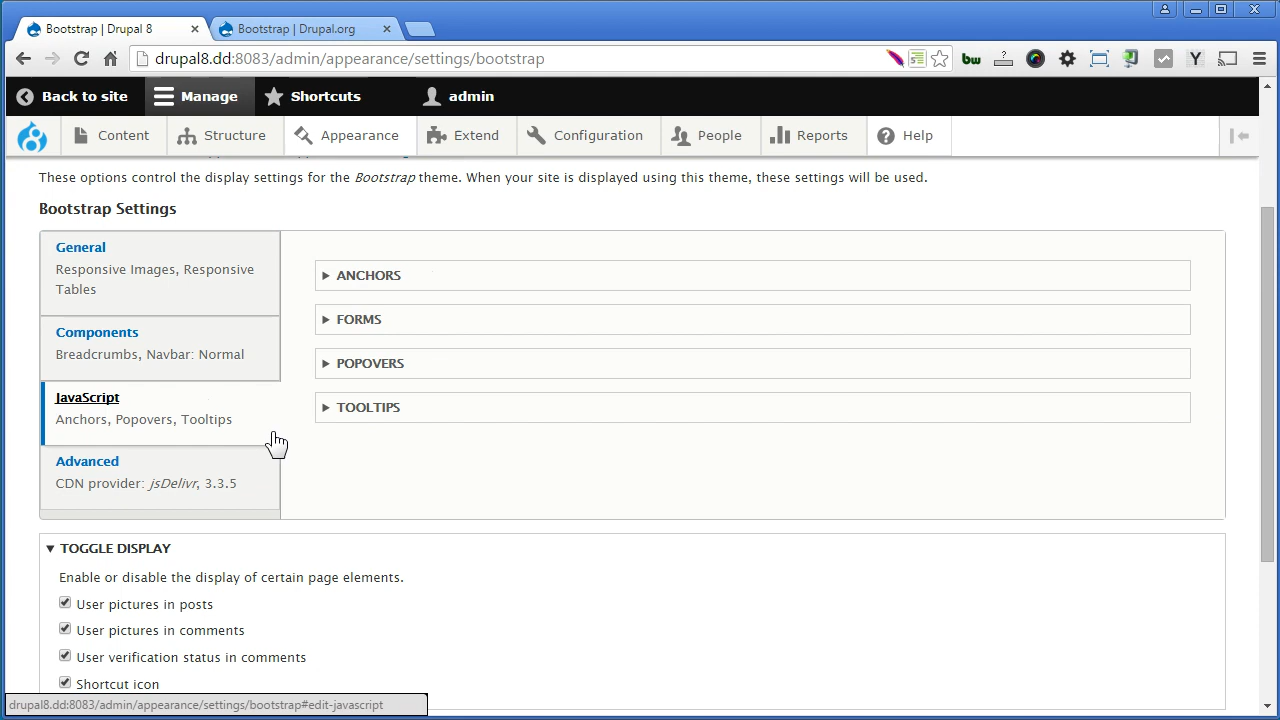 Bootstrap | Drupal 8
Bootstrap | Drupal.org
drupal8.dd:8083/admin/appearance/settings/bootstrap
Back to site Manage Shortcuts admin
Content Structure Appearance Extend Configuration People Reports Help
These options control the display settings for the Bootstrap theme. When your site is displayed using this theme, these settings will be used.
Bootstrap Settings
General
Responsive Images, Responsive
Tables
Components
Breadcrumbs, Navbar: Normal
JavaScript
Anchors, Popovers, Tooltips
Advanced
CDN provider: jsDelivr, 3.3.5
ANCHORS
FORMS
POPOVERS
TOOLTIPS
TOGGLE DISPLAY
Enable or disable the display of certain page elements.
User pictures in posts
User pictures in comments
User verification status in comments
Shortcut icon
drupal8.dd:8083/admin/appearance/settings/bootstrap#edit-javascript